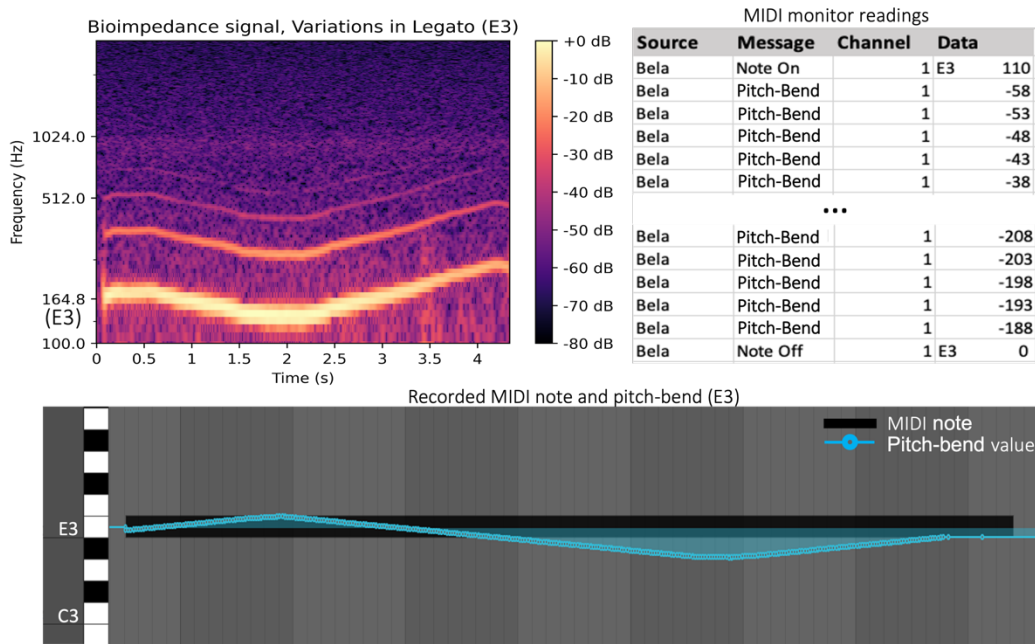 Bioimpedance signal, Variations in Legato (E3)
Frequency (Hz)
1024.0
512.0
164.8
(E3)
100.0
0 0.5 1 1.5 2 2.5 3 3.5 4
Time (s)
+0 dB
-10 dB
-20 dB
-30 dB
-40 dB
-50 dB
-60 dB
-70 dB
-80 dB
MIDI monitor readings
Source Message Channel Data
Bela Note On 1 E3 110
Bela Pitch-Bend 1 -58
Bela Pitch-Bend 1 -53
Bela Pitch-Bend 1 -48
Bela Pitch-Bend 1 -43
Bela Pitch-Bend 1 -38
...
Bela Pitch-Bend 1 -208
Bela Pitch-Bend 1 -203
Bela Pitch-Bend 1 -198
Bela Pitch-Bend 1 -193
Bela Pitch-Bend 1 -188
Bela Note Off 1 E3 0
Recorded MIDI note and pitch-bend (E3)
MIDI note
Pitch-bend value
E3
C3